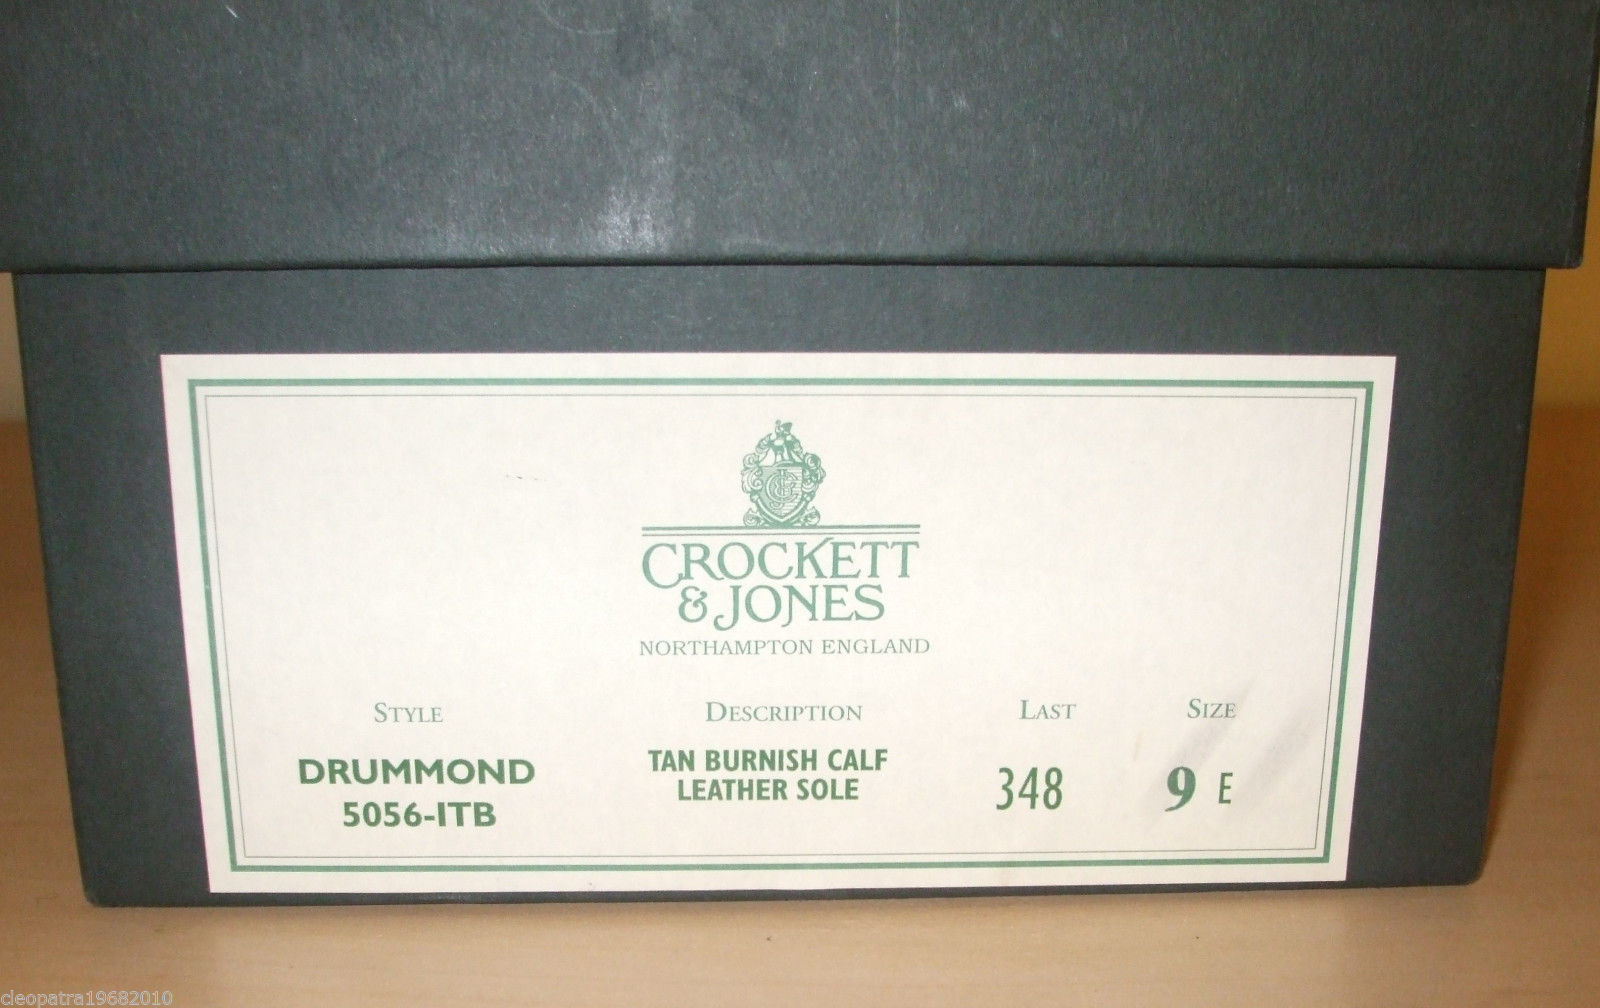 CROCKETT
& JONES
NORTHAMPTON ENGLAND
STYLE DESCRIPTION LAST SIZE
DRUMMOND
5056-ITB
TAN BURNISH CALF
LEATHER SOLE
348
9 E
cleopatra19682010